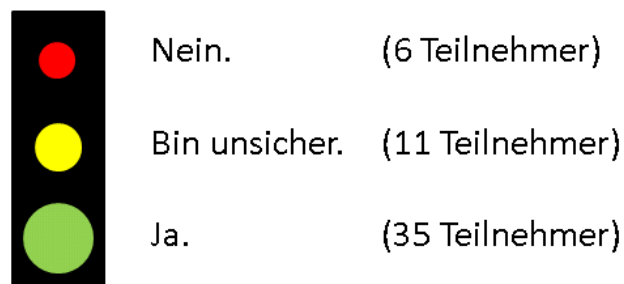 Nein. (6 Teilnehmer)
Bin unsicher. (11 Teilnehmer)
Ja. (35 Teilnehmer)